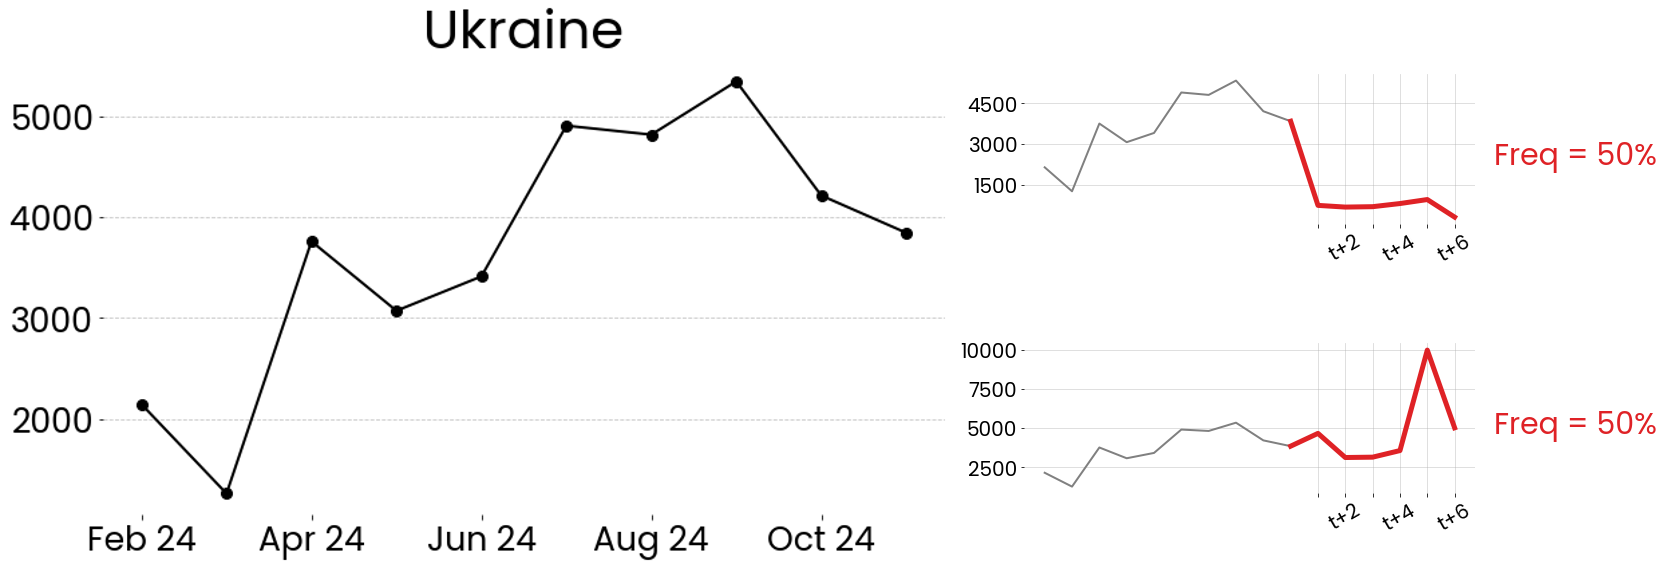 Ukraine
5000
4000
3000
2000
Feb 24
Apr 24
Jun 24
Aug 24
Oct 24
4500
3000
1500
t+2
t+4
t+6
Freq = 50%
10000
7500
5000
2500
t+2
t+4
t+6
Freq = 50%